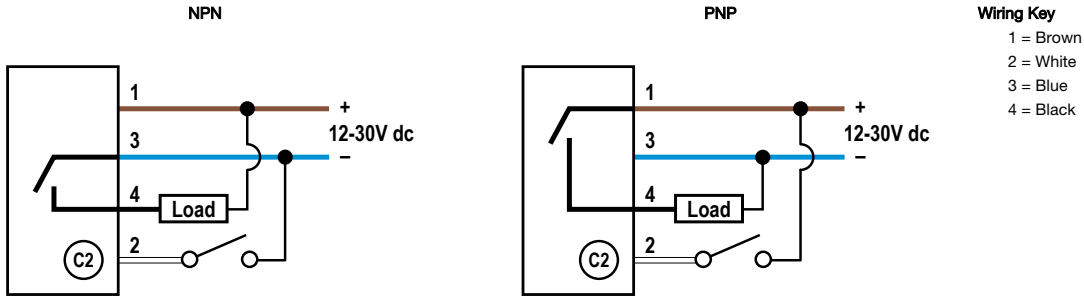 NPN
1
+
12-30V dc
3
−
4
Load
2
C2
PNP
1
+
12-30V dc
3
−
4
Load
2
C2
Wiring Key
1 = Brown
2 = White
3 = Blue
4 = Black